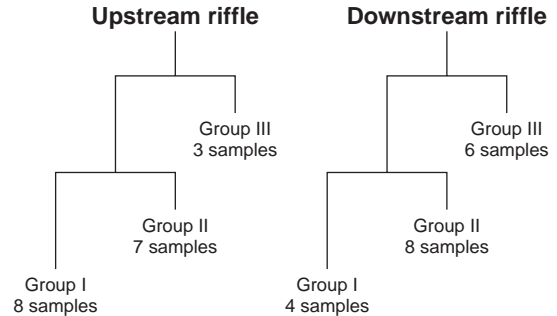 Upstream riffle
Group III
3 samples
Group II
7 samples
Group I
8 samples
Downstream riffle
Group III
6 samples
Group II
8 samples
Group I
4 samples